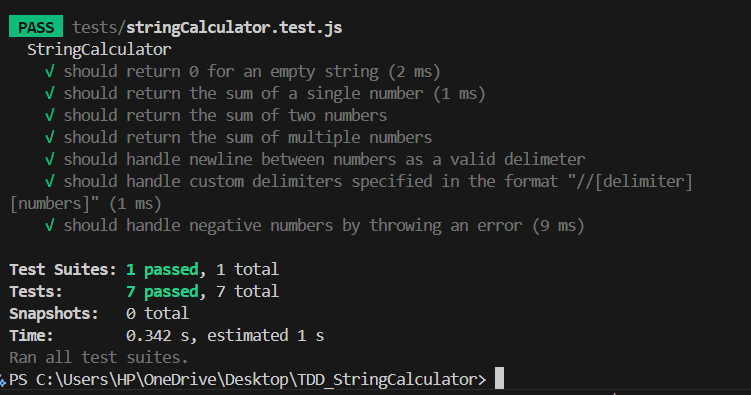 PASS tests/stringCalculator.test.js
StringCalculator
√ should return 0 for an empty string (2 ms)
√ should return the sum of a single number (1 ms)
√ should return the sum of two numbers
√ should return the sum of multiple numbers
√ should handle newline between numbers as a valid delimeter
√ should handle custom delimiters specified in the format "//[delimiter]
[numbers]" (1 ms)
√ should handle negative numbers by throwing an error (9 ms)
Test Suites: 1 passed, 1 total
Tests: 7 passed, 7 total
Snapshots: 0 total
Time: 0.342 s, estimated 1 s
Ran all test suites.
PS C:\Users\HP\OneDrive\Desktop\TDD_StringCalculator>